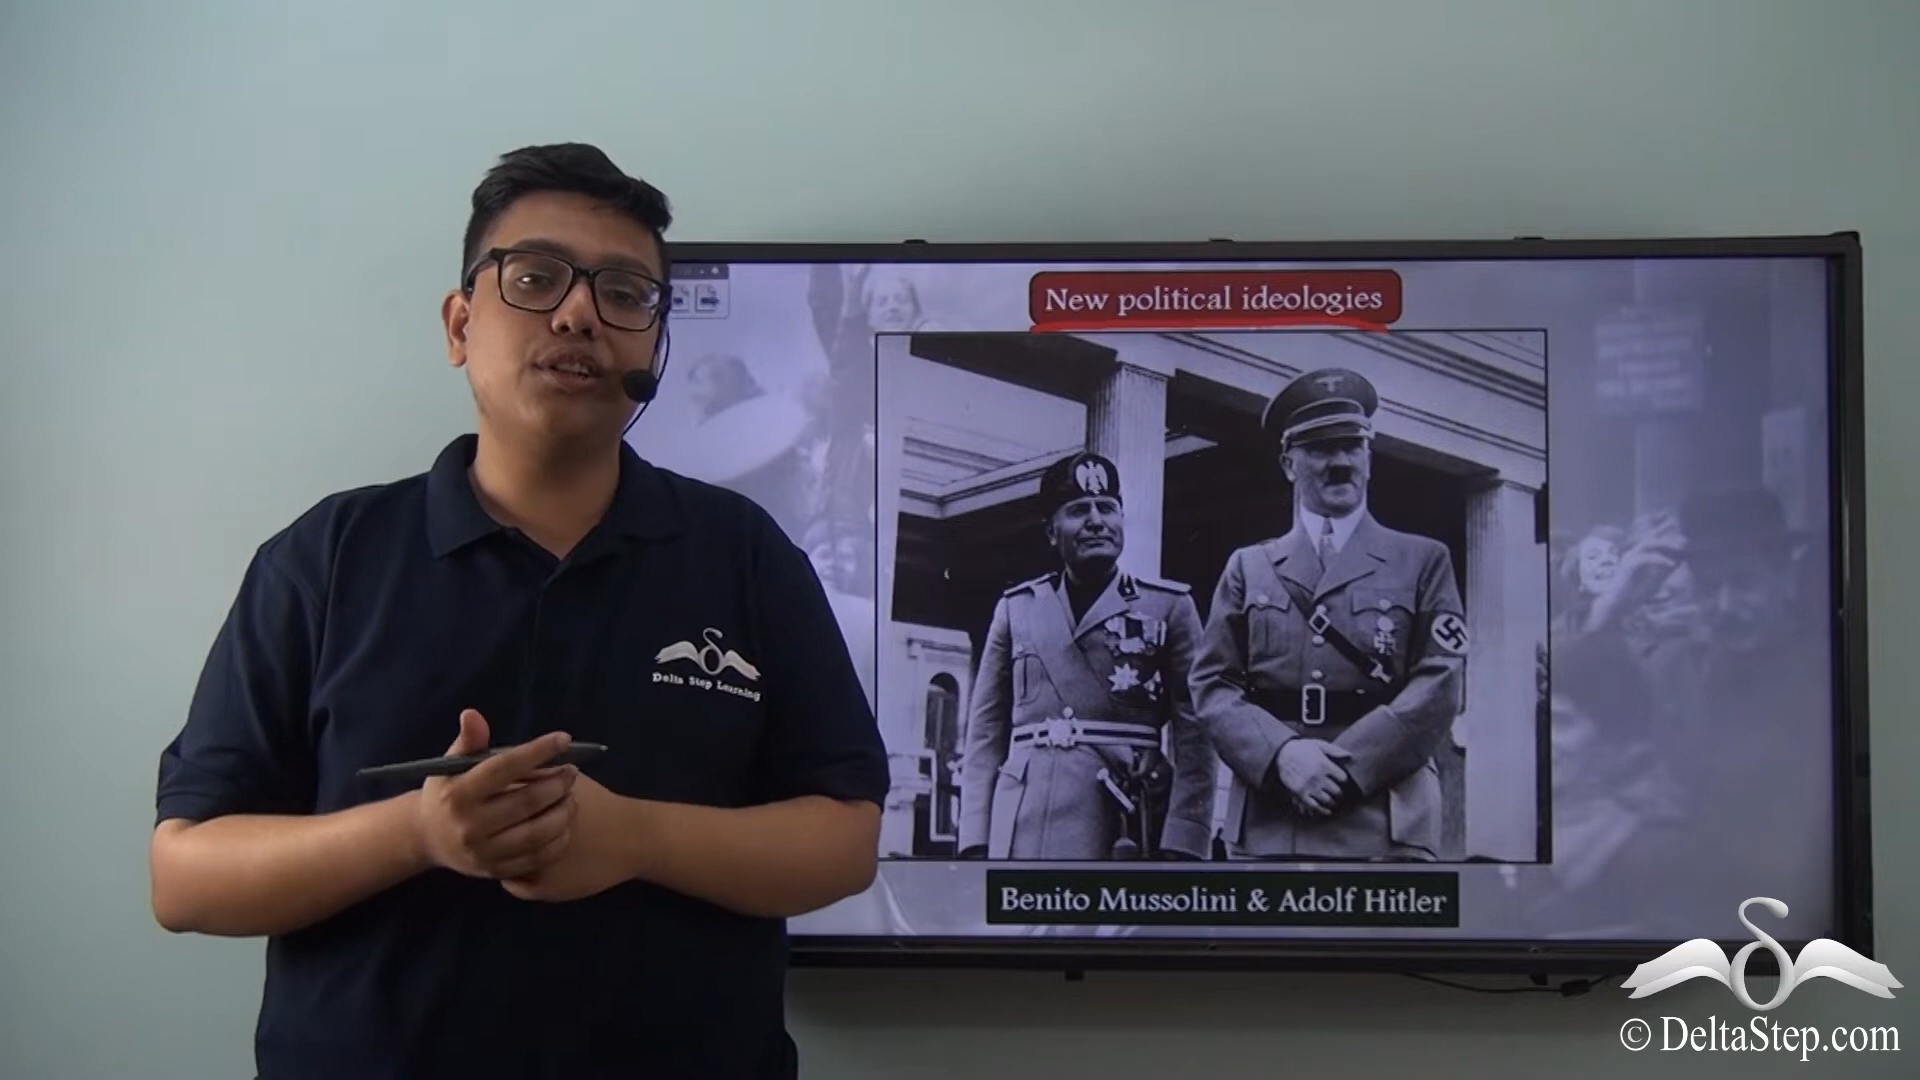 New political ideologies
Delta Step Learning
Benito Mussolini & Adolf Hitler
© DeltaStep.com